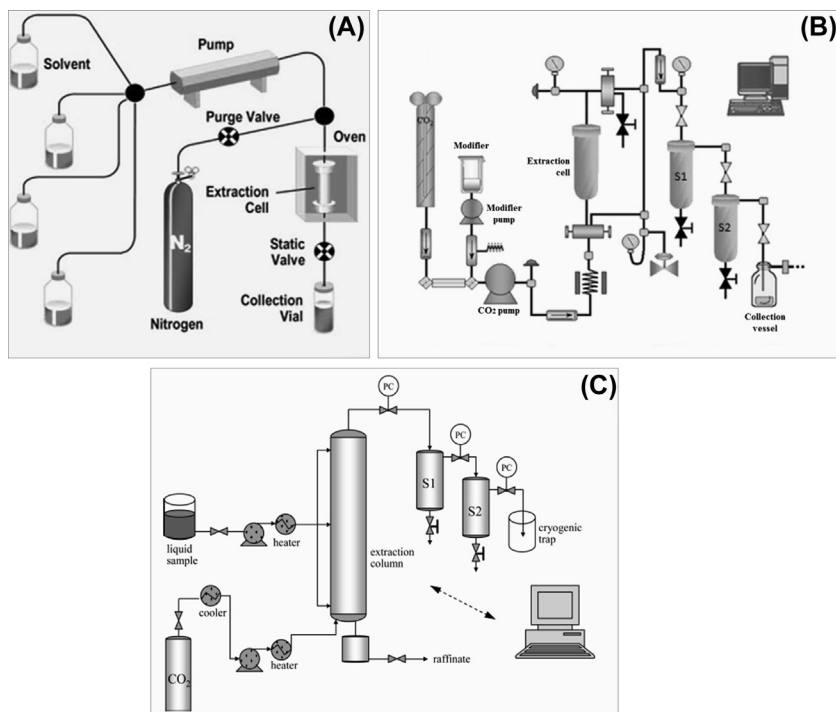 (A)
Solvent
Pump
Purge Valve
Oven
Extraction
Cell
N₂
Static
Valve
Nitrogen
Collection
Vial
(B)
CO₂
Modifier
Extraction
cell
Modifier
pump
S1
S2
CO₂ pump
Collection
vessel
(C)
PC
PC
S1
PC
S2
liquid
sample
heater
extraction
column
cryogenic
trap
cooler
heater
raffinate
CO₂